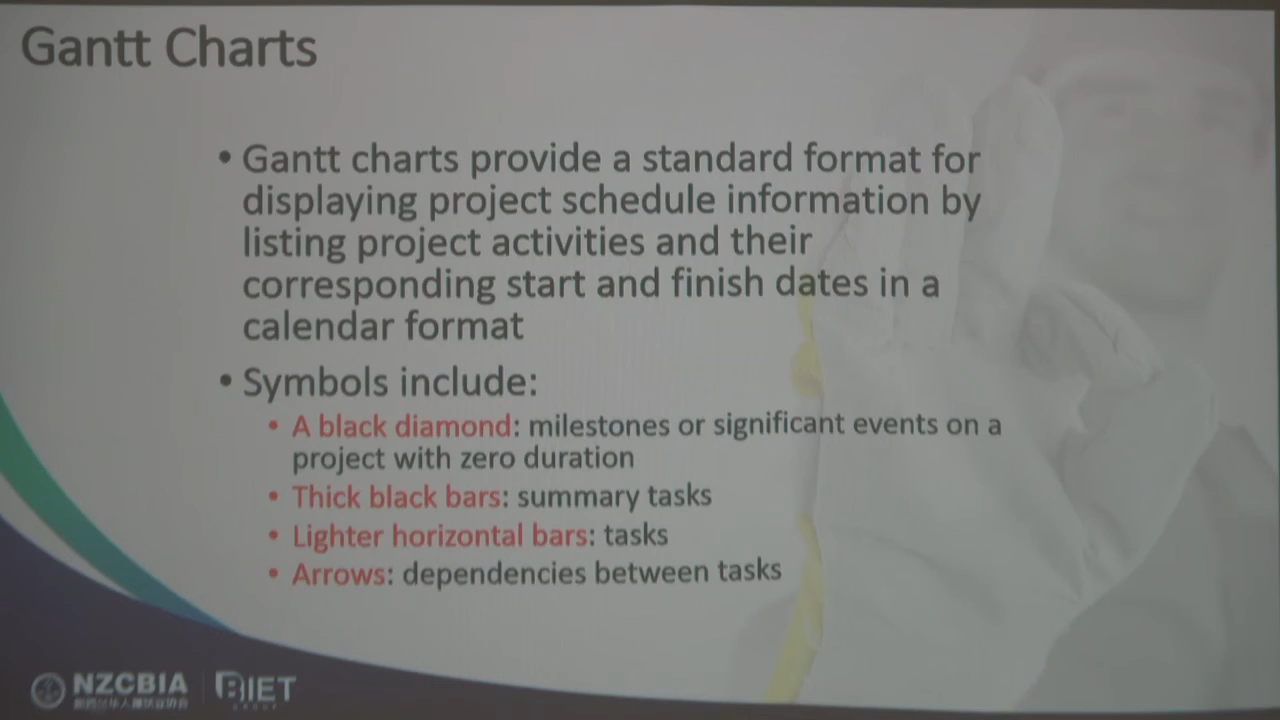 Gantt Charts
• Gantt charts provide a standard format for
displaying project schedule information by
listing project activities and their
corresponding start and finish dates in a
calendar format
• Symbols include:
• A black diamond: milestones or significant events on a
project with zero duration
• Thick black bars: summary tasks
• Lighter horizontal bars: tasks
• Arrows: dependencies between tasks
NZCBIA
BIET